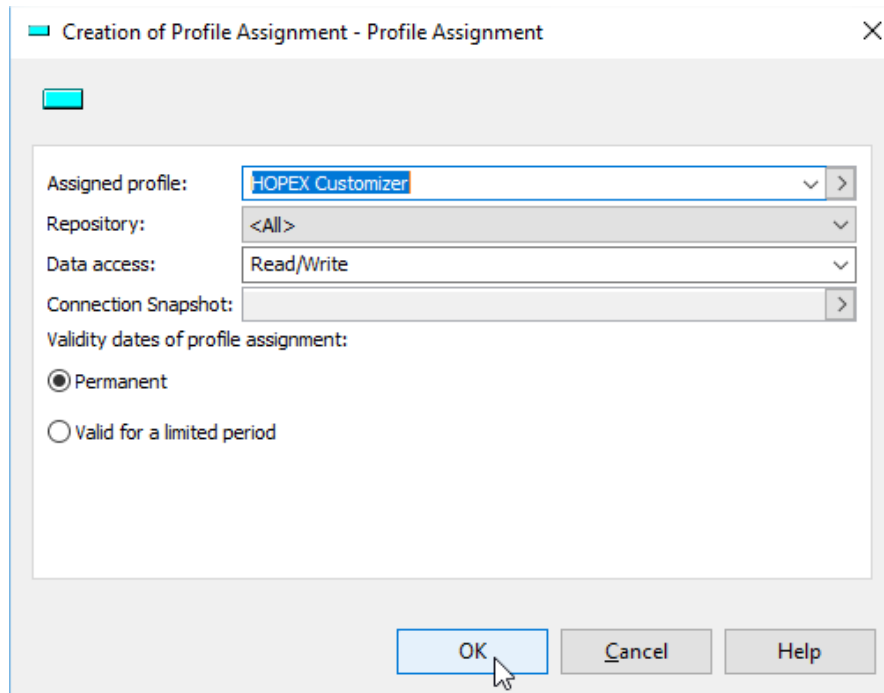 Creation of Profile Assignment - Profile Assignment
Assigned profile: HOPEX Customizer
Repository: <All>
Data access: Read/Write
Connection Snapshot:
Validity dates of profile assignment:
Permanent
Valid for a limited period
OK Cancel Help